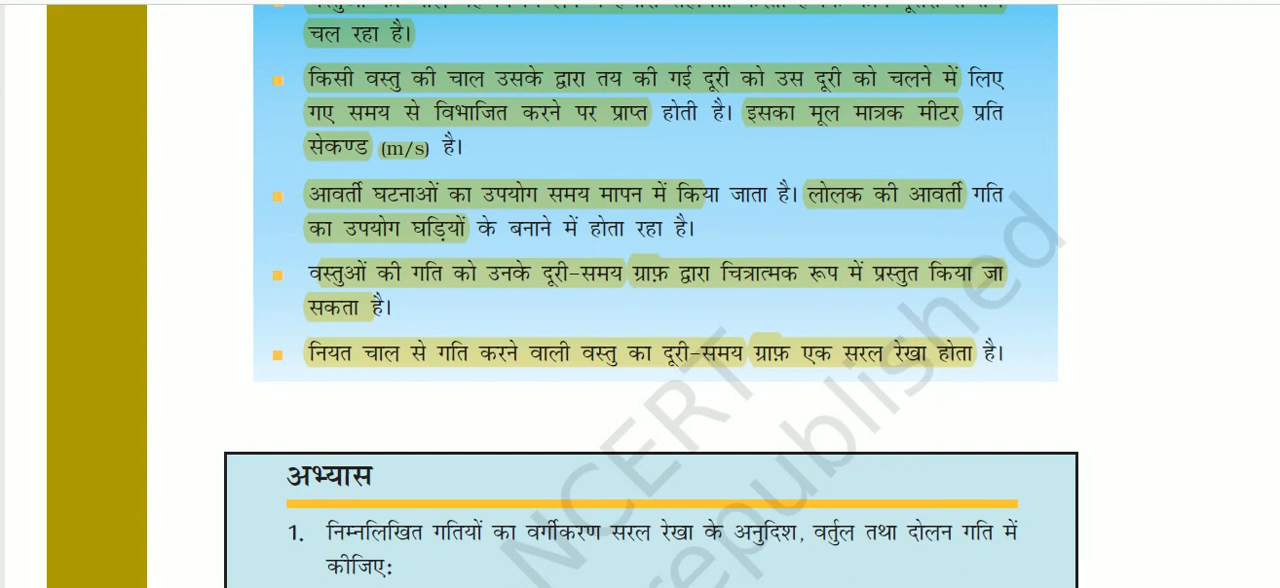 चल रहा है।
किसी वस्तु की चाल उसके द्वारा तय की गई दूरी को उस दूरी को चलने में लिए
गए समय से विभाजित करने पर प्राप्त होती है। इसका मूल मात्रक मीटर प्रति
सेकण्ड (m/s) है।
आवर्ती घटनाओं का उपयोग समय मापन में किया जाता है। लोलक की आवर्ती गति
का उपयोग घड़ियों के बनाने में होता रहा है।
वस्तुओं की गति को उनके दूरी-समय ग्राफ़ द्वारा चित्रात्मक रूप में प्रस्तुत किया जा
सकता है।
नियत चाल से गति करने वाली वस्तु का दूरी-समय ग्राफ़ एक सरल रेखा होता है।
अभ्यास
1. निम्नलिखित गतियों का वर्गीकरण सरल रेखा के अनुदिश, वर्तुल तथा दोलन गति में
कीजिए:
NCERT
republished